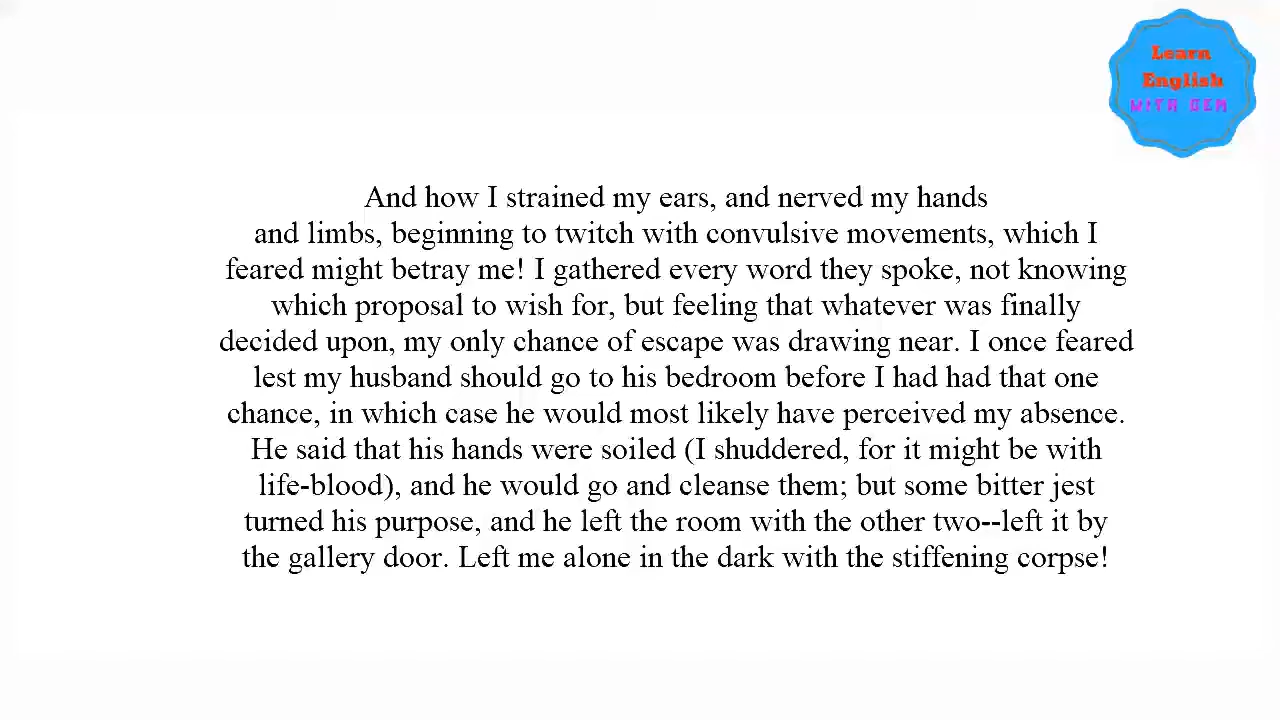 Learn
English
WITH GEM
And how I strained my ears, and nerved my hands
and limbs, beginning to twitch with convulsive movements, which I
feared might betray me! I gathered every word they spoke, not knowing
which proposal to wish for, but feeling that whatever was finally
decided upon, my only chance of escape was drawing near. I once feared
lest my husband should go to his bedroom before I had had that one
chance, in which case he would most likely have perceived my absence.
He said that his hands were soiled (I shuddered, for it might be with
life-blood), and he would go and cleanse them; but some bitter jest
turned his purpose, and he left the room with the other two--left it by
the gallery door. Left me alone in the dark with the stiffening corpse!